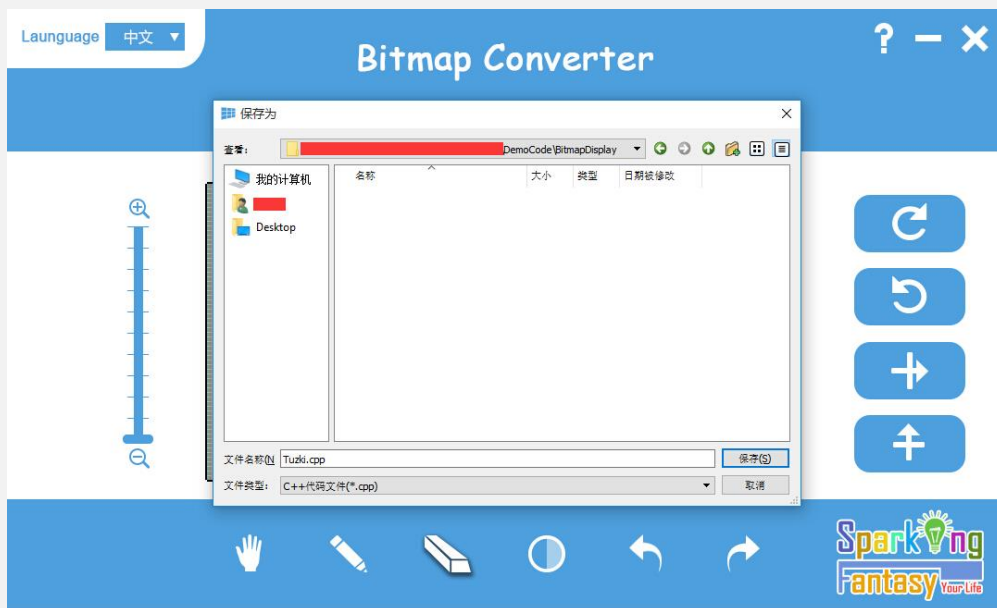 Launguage 中文
Bitmap Converter
保存为
查看: DemoCode\BitmapDisplay
我的计算机
Desktop
名称 大小 类型 日期被修改
文件名称(N Tuzki.cpp 保存(S)
文件类型: C++代码文件(*.cpp) 取消
Sparking
Fantasy Your Life